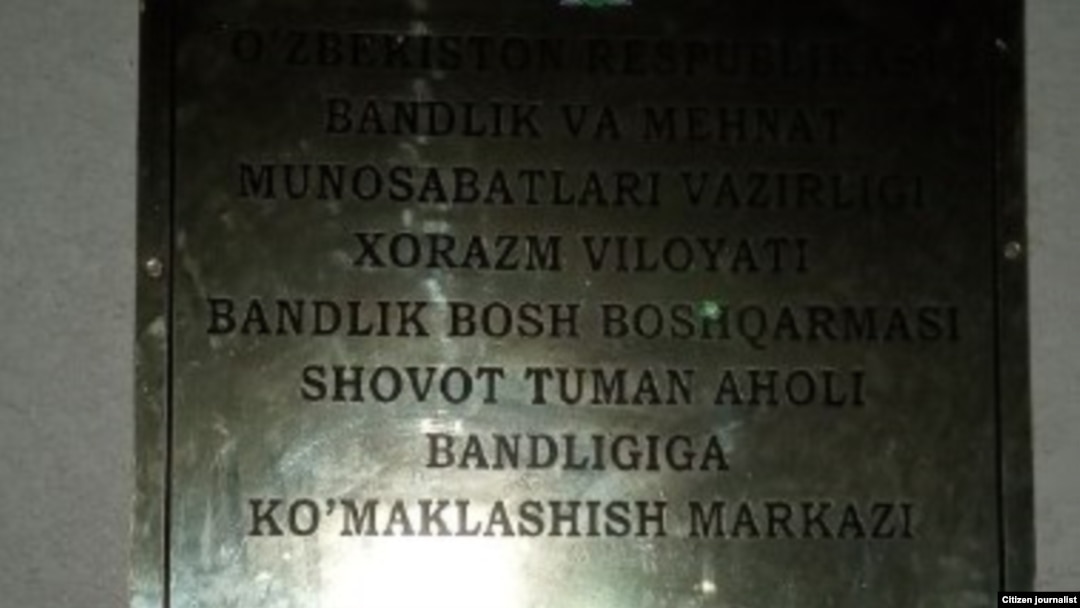 O'ZBEKISTON RESPUBLIKASI
BANDLIK VA MEHNAT
MUNOSABATLARI VAZIRLIGI
XORAZM VILOYATI
BANDLIK BOSH BOSHQARMASI
SHOVOT TUMAN AHOLI
BANDLIGIGA
KO'MAKLASHISH MARKAZI
Citizen journalist